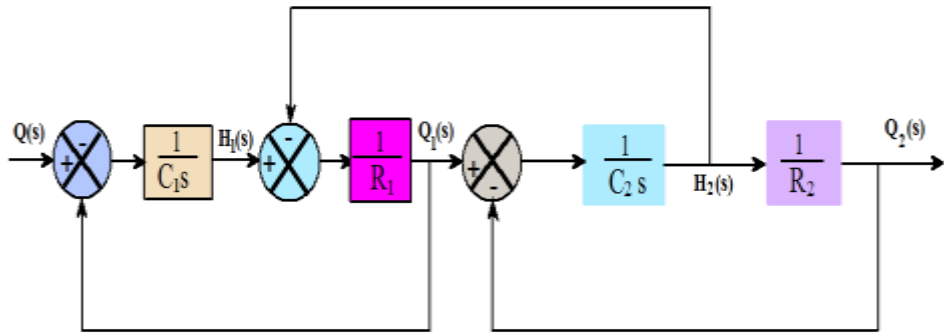 Q(s)
+
-
1
C₁s
H₁(s)
+
-
1
R₁
Q₁(s)
+
-
1
C₂ s
H₂(s)
1
R₂
Q₂(s)